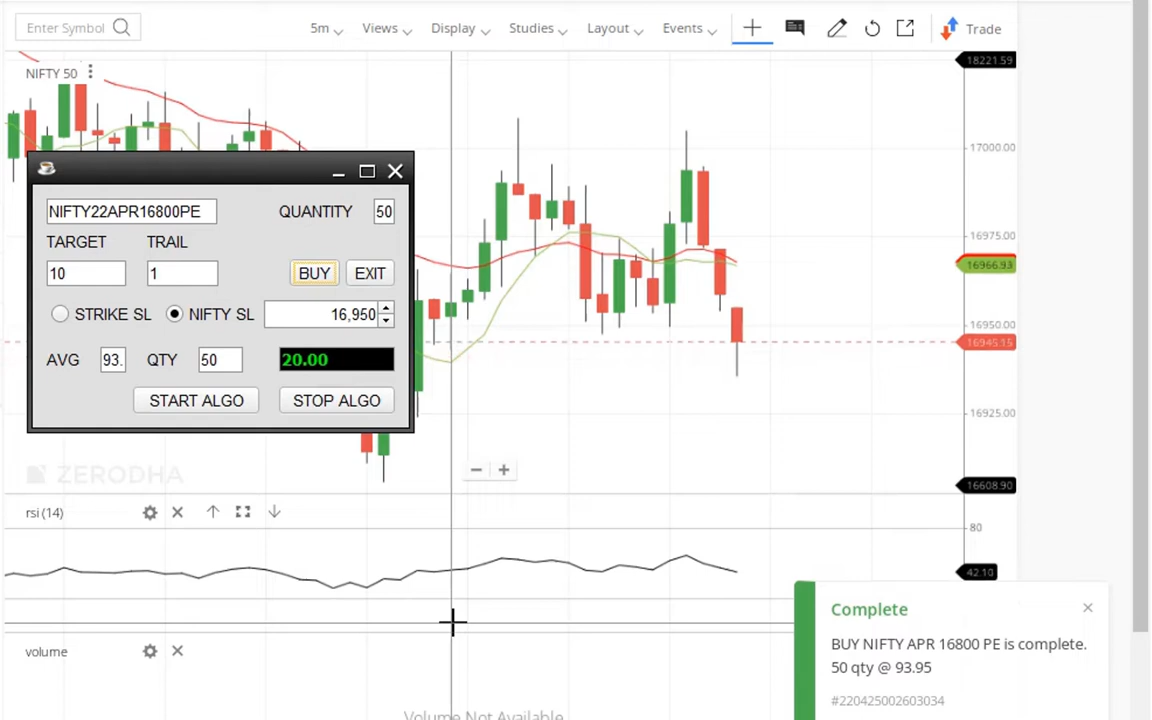 Enter Symbol
5m
Views
Display
Studies
Layout
Events
Trade
NIFTY 50
18221.59
17000.00
16975.00
16966.93
16950.00
16945.15
16925.00
16608.90
NIFTY22APR16800PE
QUANTITY
50
TARGET
TRAIL
10
1
BUY
EXIT
STRIKE SL
NIFTY SL
16,950
AVG
93.
QTY
50
20.00
START ALGO
STOP ALGO
ZERODHA
rsi (14)
80
42.10
volume
Volume Not Available
Complete
BUY NIFTY APR 16800 PE is complete.
50 qty @ 93.95
#220425002603034